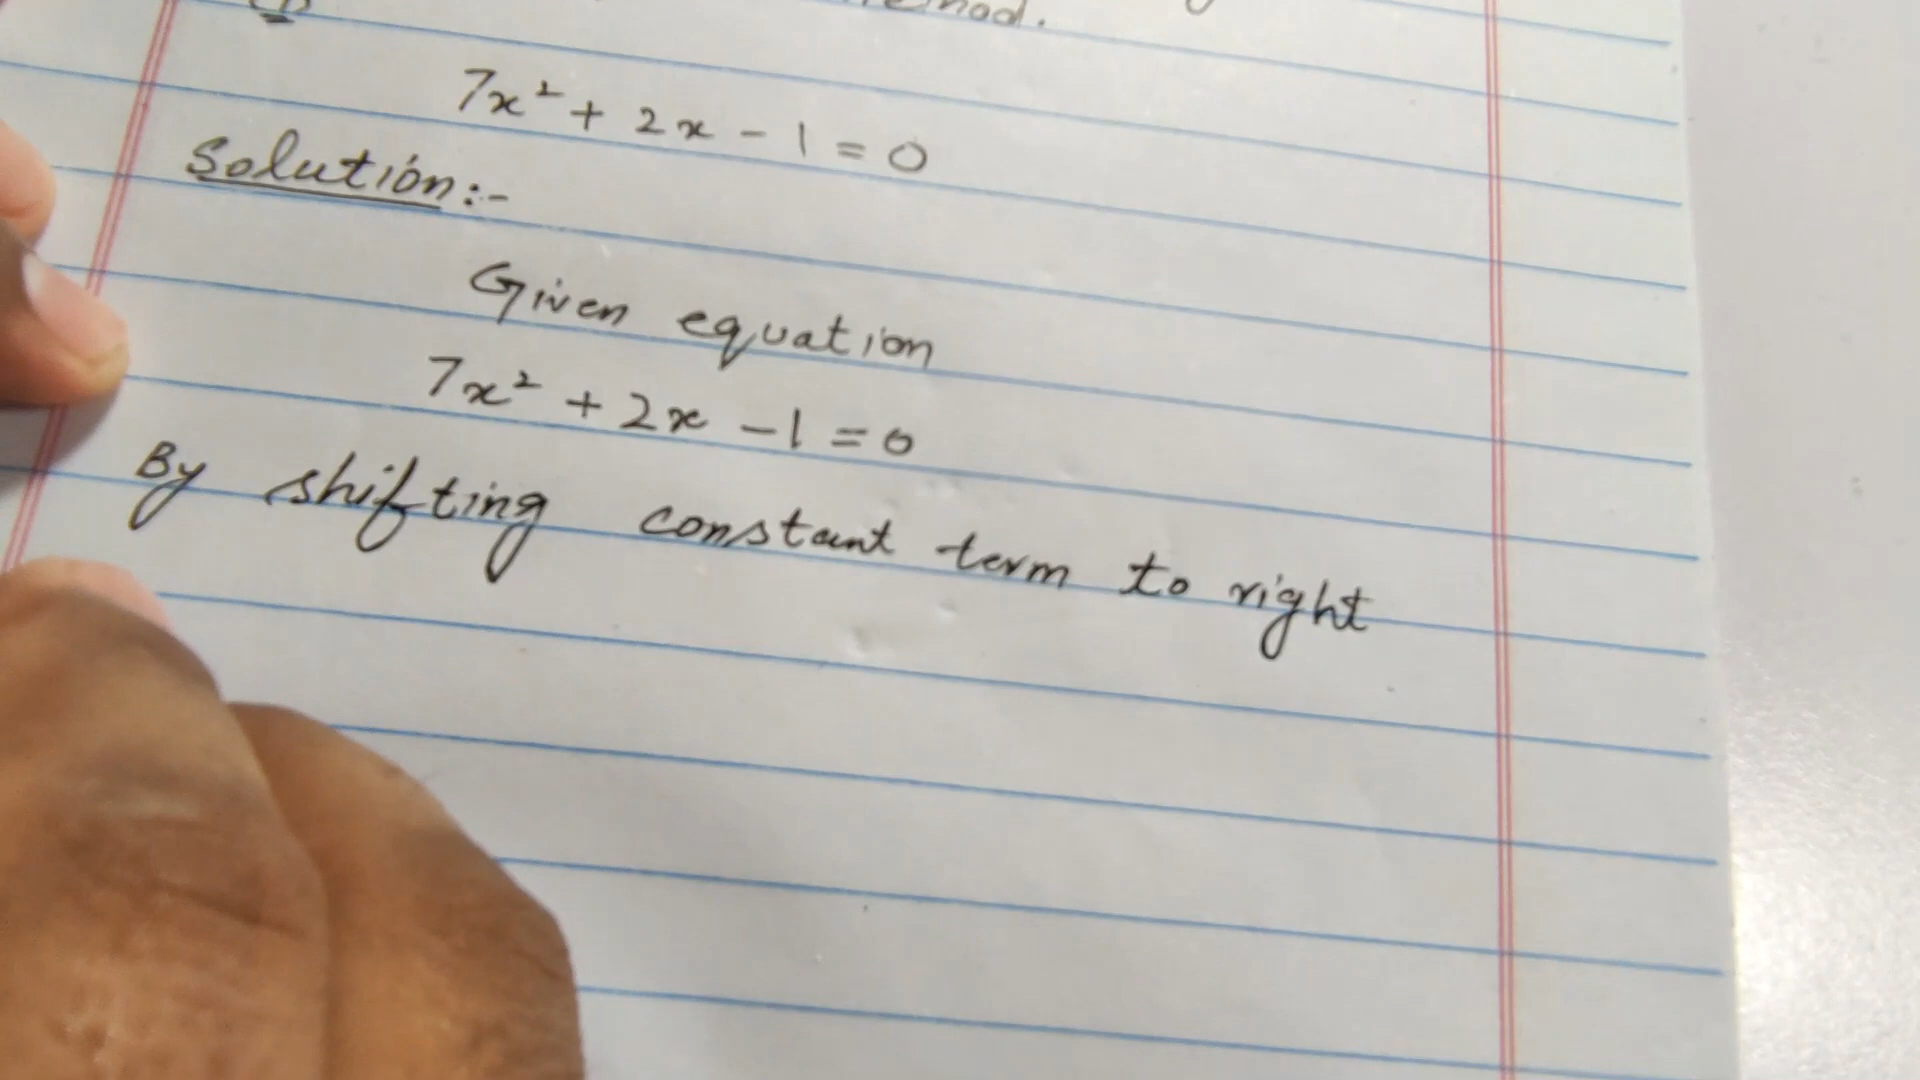 7x² + 2x - 1 = 0
Solution:-
Given equation
7x² + 2x - 1 = 0
By shifting constant term to right